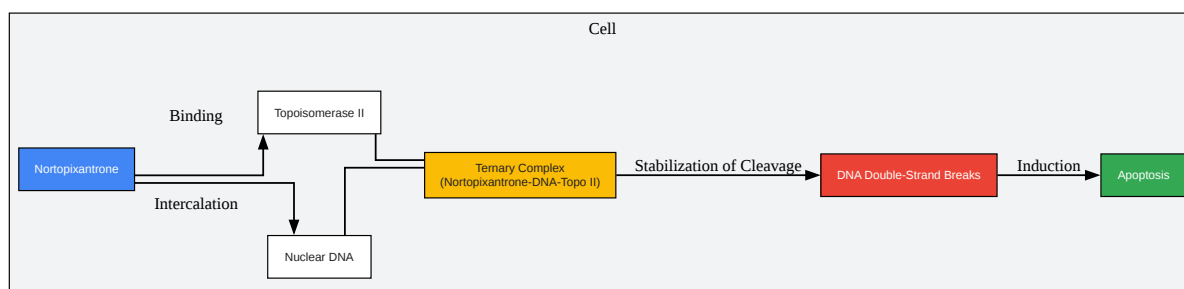 Cell
Binding
Topoisomerase II
Nortopixantrone
Intercalation
Nuclear DNA
Ternary Complex
(Nortopixantrone-DNA-Topo II)
Stabilization of Cleavage
DNA Double-Strand Breaks
Induction
Apoptosis